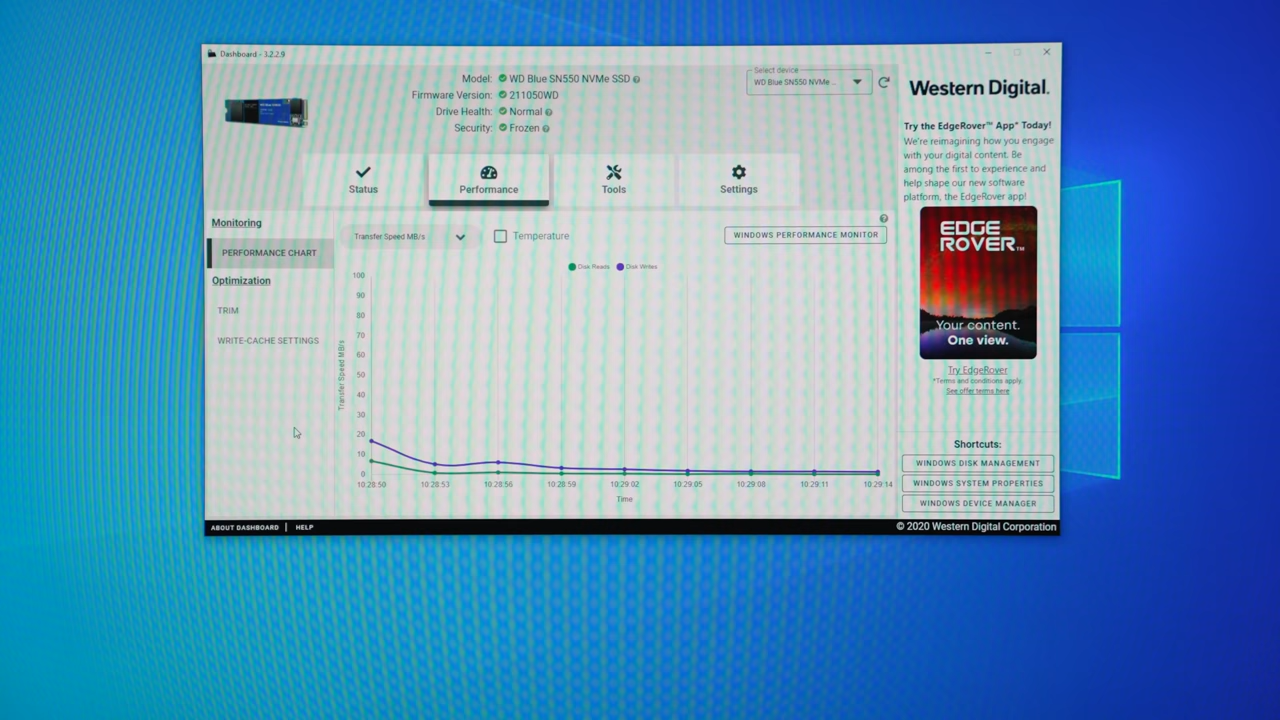 Dashboard - 3.2.2.9
Model: WD Blue SN550 NVMe SSD
Firmware Version: 211050WD
Drive Health: Normal
Security: Frozen
Select device
WD Blue SN550 NVMe ..
Status
Performance
Tools
Settings
Monitoring
PERFORMANCE CHART
Optimization
TRIM
WRITE-CACHE SETTINGS
Transfer Speed MB/s
Temperature
WINDOWS PERFORMANCE MONITOR
Disk Reads
Disk Writes
100
90
80
70
60
50
40
30
20
10
0
Transfer Speed MB/s
10:28:50 10:28:53 10:28:56 10:28:59 10:29:02 10:29:05 10:29:08 10:29:11 10:29:14
Time
Western Digital.
Try the EdgeRover™ App* Today!
We're reimagining how you engage
with your digital content. Be
among the first to experience and
help shape our new software
platform, the EdgeRover app!
EDGE
ROVER™
Your content.
One view.
Try EdgeRover
*Terms and conditions apply.
See offer terms here
Shortcuts:
WINDOWS DISK MANAGEMENT
WINDOWS SYSTEM PROPERTIES
WINDOWS DEVICE MANAGER
ABOUT DASHBOARD | HELP
© 2020 Western Digital Corporation